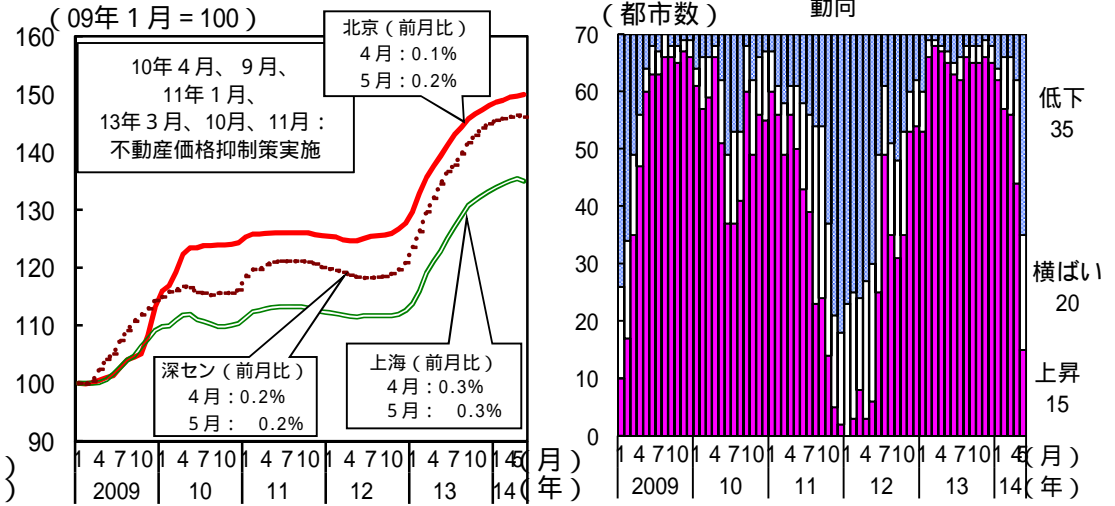 （09年１月＝100）
160
150
140
130
120
110
100
90
10年４月、９月、
11年１月、
13年３月、10月、11月：
不動産価格抑制策実施
北京（前月比）
４月：0.1%
５月：0.2%
深セン（前月比）
４月：0.2%
５月：　0.2%
上海（前月比）
４月：0.3%
５月：　0.3%
1 4 7 10 1 4 7 10 1 4 7 10 1 4 7 10 1 4 7 10 1 4 5（月）
2009 10 11 12 13 14（年）
）
）
動向
（都市数）
70
60
50
40
30
20
10
0
低下
35
横ばい
20
上昇
15
1 4 7 10 1 4 7 10 1 4 7 10 1 4 7 10 1 4 7 10 1 4 5（月）
2009 10 11 12 13 14（年）